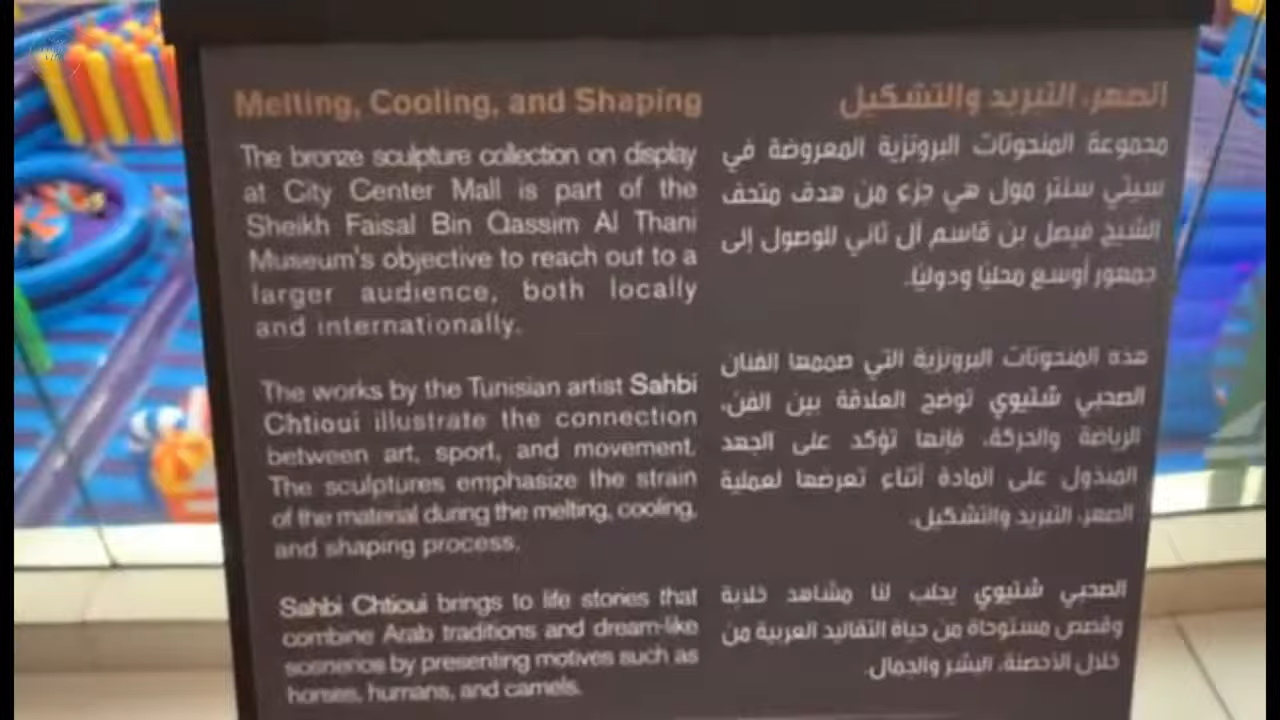 Melting, Cooling, and Shaping
The bronze sculpture collection on display
at City Center Mall is part of the
Sheikh Faisal Bin Qassim Al Thani
Museum's objective to reach out to a
larger audience, both locally
and internationally.
The works by the Tunisian artist Sahbi
Chtioui illustrate the connection
between art, sport, and movement.
The sculptures emphasize the strain
of the material during the melting, cooling,
and shaping process.
Sahbi Chtioui brings to life stories that
combine Arab traditions and dream-like
scenerios by presenting motives such as
horses, humans, and camels.
الصهر، التبريد والتشكيل
مجموعة المنحوتات البرونزية المعروضة في
سيتي سنتر مول هي جزء من هدف متحف
الشيخ فيصل بن قاسم آل ثاني للوصول إلى
جمهور أوسع محليا ودوليا.
هذه المنحوتات البرونزية التي صممها الفنان
الصحبي شتيوي توضح العلاقة بين الفن،
الرياضة والحركة. فإنها تؤكد على الجهد
المبذول على المادة أثناء تعرضها لعملية
الصهر، التبريد والتشكيل.
الصحبي شتيوي يجلب لنا مشاهد خلابة
وقصص مستوحاة من حياة التقاليد العربية من
خلال الأحصنة، البشر والجمال.